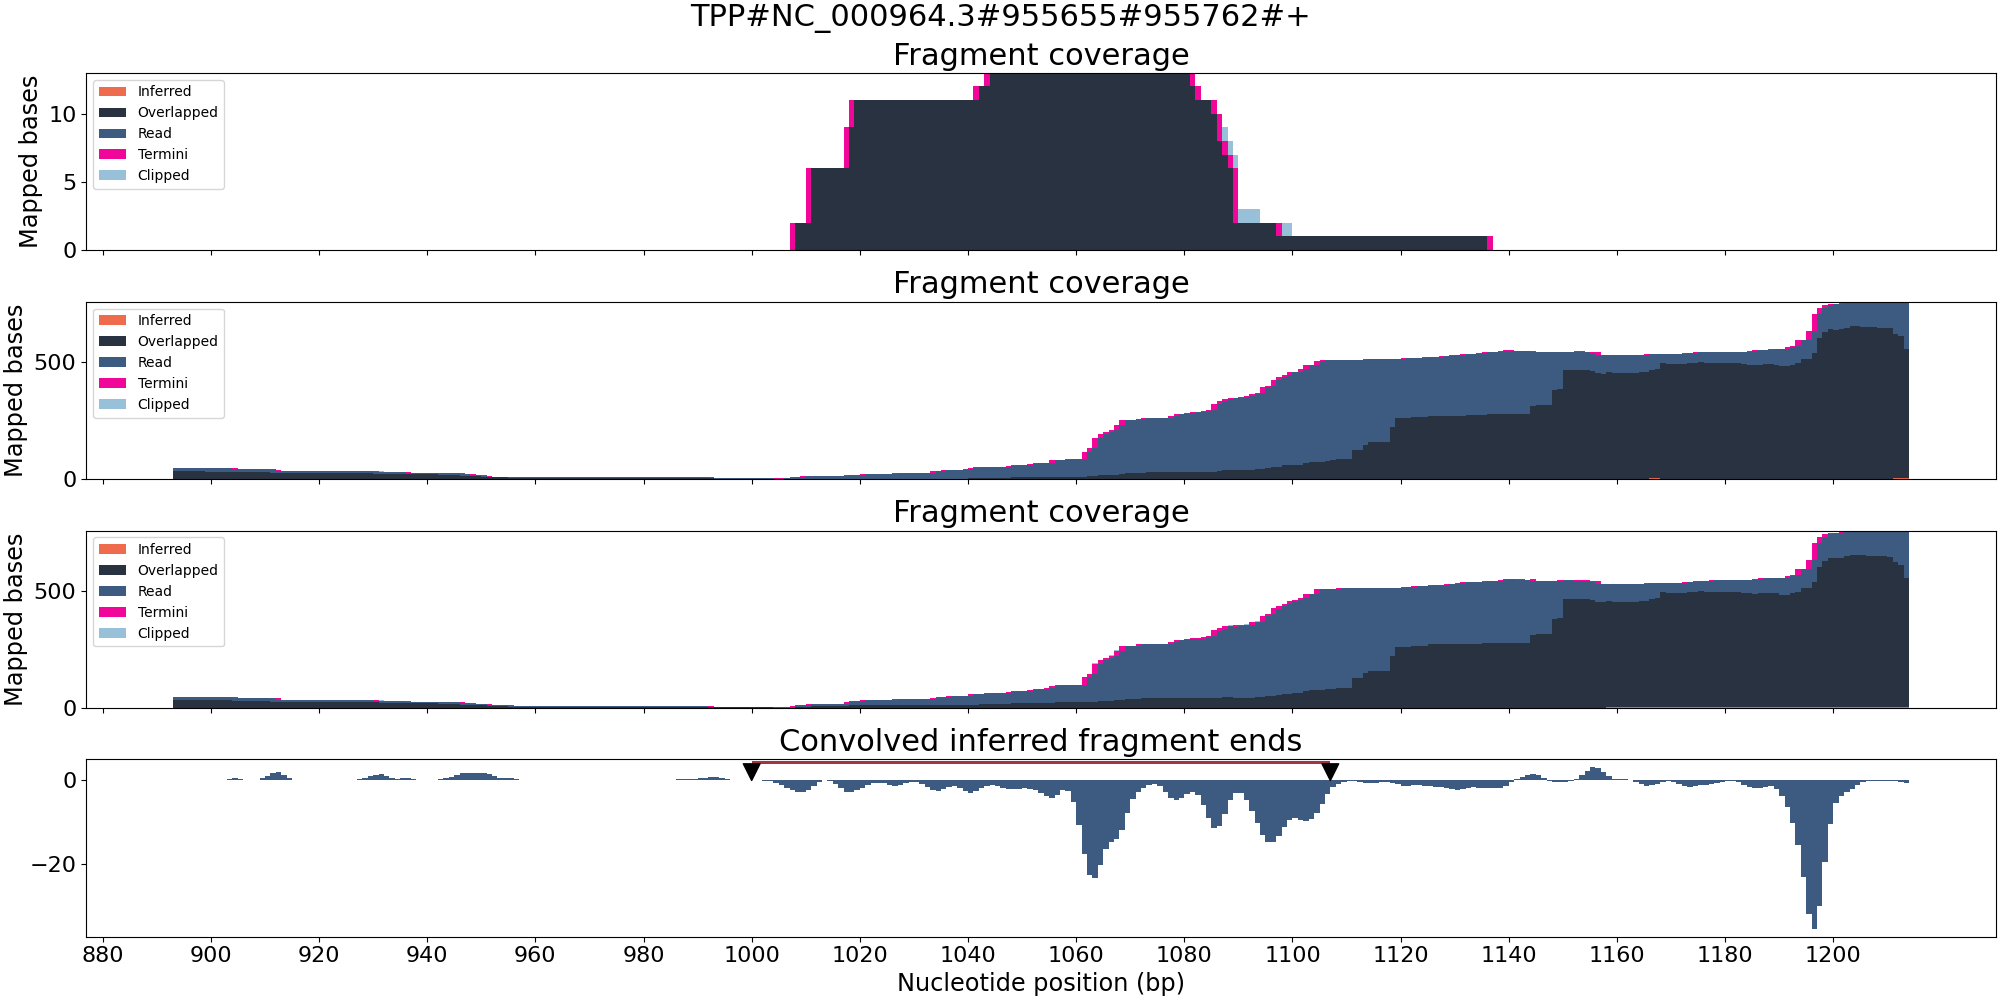 TPP#NC_000964.3#955655#955762#+
Fragment coverage
Mapped bases
10
5
0
Inferred
Overlapped
Read
Termini
Clipped
Fragment coverage
Mapped bases
500
0
Inferred
Overlapped
Read
Termini
Clipped
Fragment coverage
Mapped bases
500
0
Inferred
Overlapped
Read
Termini
Clipped
Convolved inferred fragment ends
0
−20
880 900 920 940 960 980 1000 1020 1040 1060 1080 1100 1120 1140 1160 1180 1200
Nucleotide position (bp)